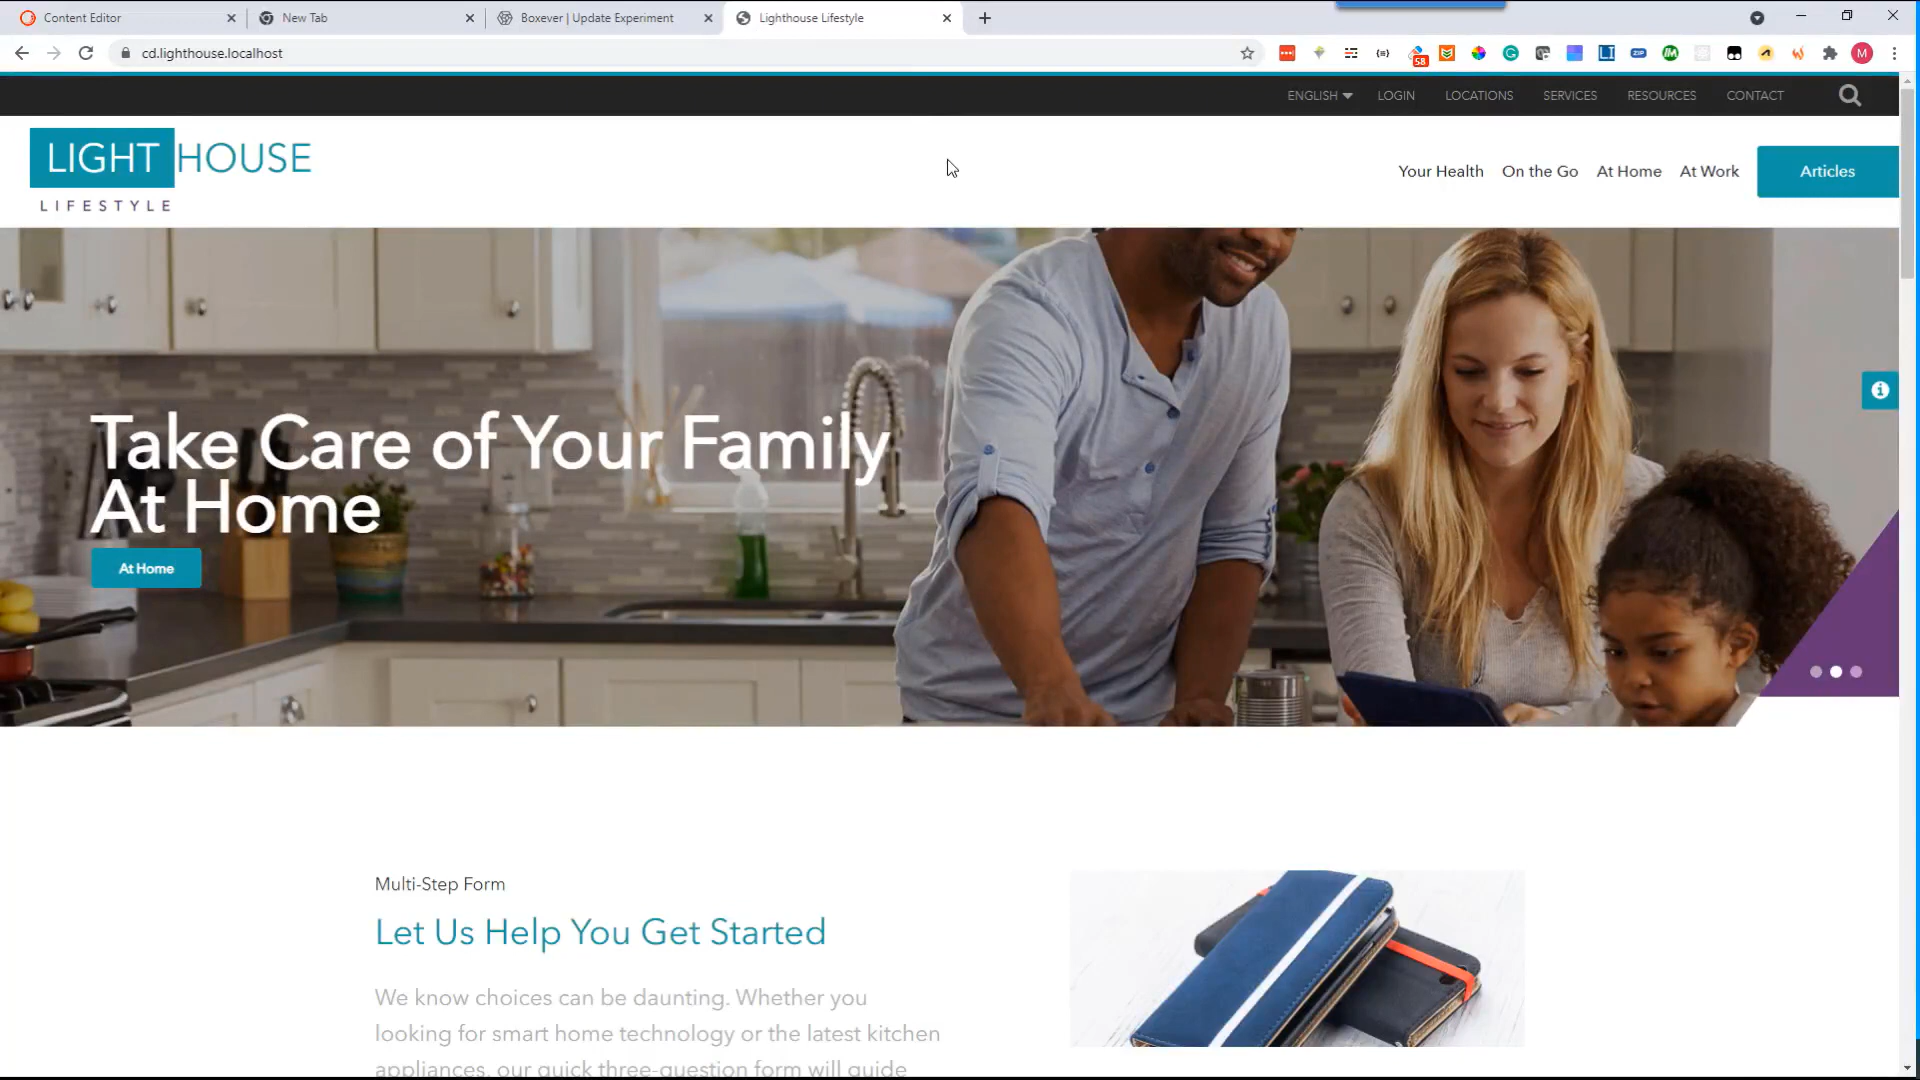 Content Editor
New Tab
Boxever | Update Experiment
Lighthouse Lifestyle
cd.lighthouse.localhost
58
ZIP
M
ENGLISH
LOGIN
LOCATIONS
SERVICES
RESOURCES
CONTACT
LIGHTHOUSE
LIFESTYLE
Your Health
On the Go
At Home
At Work
Articles
Take Care of Your Family
At Home
At Home
Multi-Step Form
Let Us Help You Get Started
We know choices can be daunting. Whether you
looking for smart home technology or the latest kitchen
appliances, our quick three-question form will guide